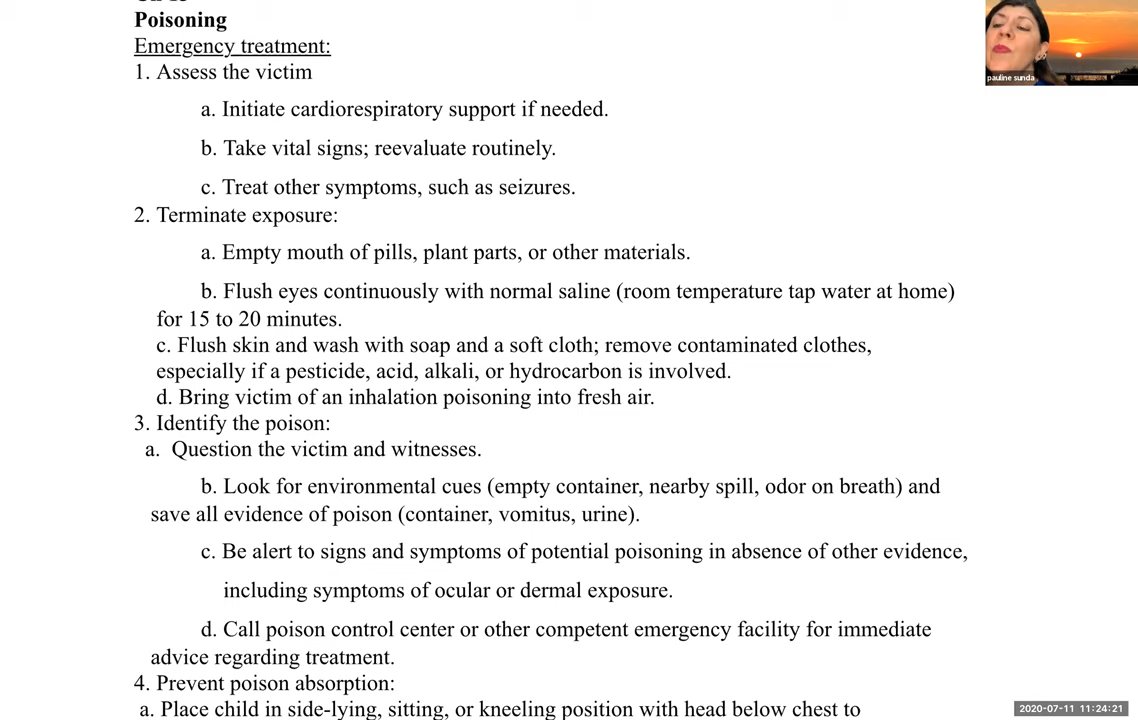 Poisoning
Emergency treatment:
1. Assess the victim
a. Initiate cardiorespiratory support if needed.
b. Take vital signs; reevaluate routinely.
c. Treat other symptoms, such as seizures.
2. Terminate exposure:
a. Empty mouth of pills, plant parts, or other materials.
b. Flush eyes continuously with normal saline (room temperature tap water at home)
for 15 to 20 minutes.
c. Flush skin and wash with soap and a soft cloth; remove contaminated clothes,
especially if a pesticide, acid, alkali, or hydrocarbon is involved.
d. Bring victim of an inhalation poisoning into fresh air.
3. Identify the poison:
a. Question the victim and witnesses.
b. Look for environmental cues (empty container, nearby spill, odor on breath) and
save all evidence of poison (container, vomitus, urine).
c. Be alert to signs and symptoms of potential poisoning in absence of other evidence,
including symptoms of ocular or dermal exposure.
d. Call poison control center or other competent emergency facility for immediate
advice regarding treatment.
4. Prevent poison absorption:
a. Place child in side-lying, sitting, or kneeling position with head below chest to
pauline sunda
2020-07-11 11:24:21